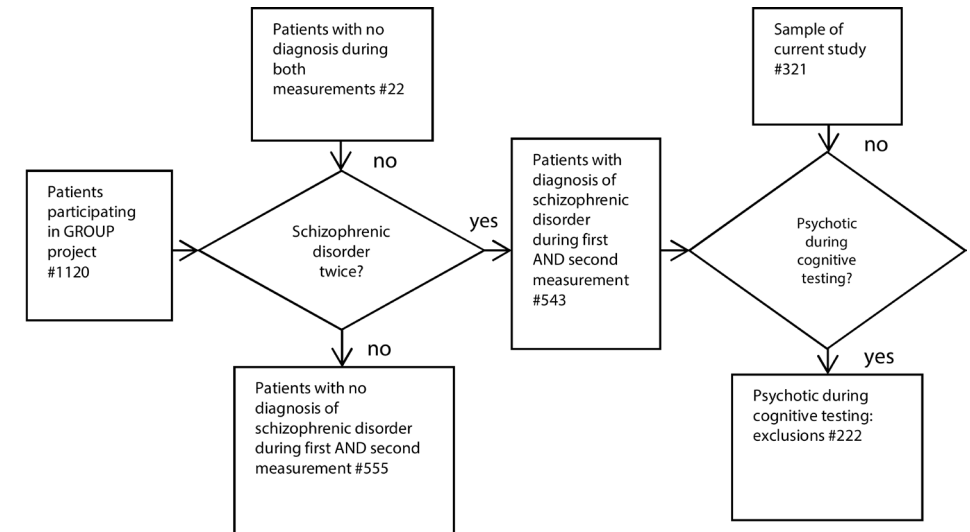 Patients
participating
in GROUP
project
#1120
Patients with no
diagnosis during
both
measurements #22
no
Schizophrenic
disorder
twice?
yes
no
Patients with no
diagnosis of
schizophrenic disorder
during first AND second
measurement #555
Patients with
diagnosis of
schizophrenic
disorder
during first
AND second
measurement
#543
Sample of
current study
#321
no
Psychotic
during
cognitive
testing?
yes
Psychotic during
cognitive testing:
exclusions #222